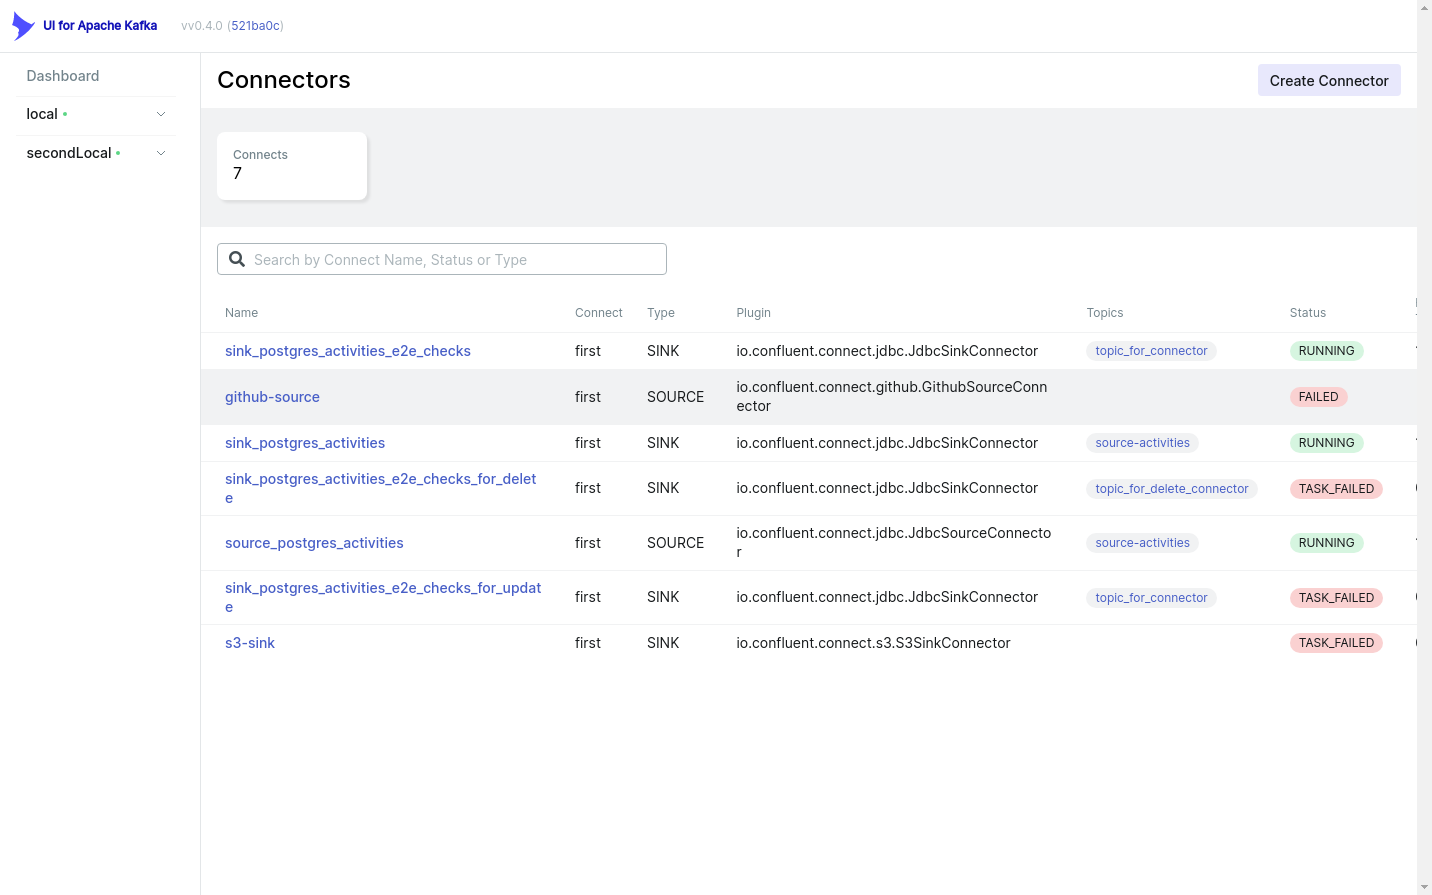 UI for Apache Kafka
vv0.4.0 (521ba0c)
Dashboard
local
secondLocal
Connectors
Create Connector
Connects
7
Search by Connect Name, Status or Type
Name Connect Type Plugin Topics Status
sink_postgres_activities_e2e_checks first SINK io.confluent.connect.jdbc.JdbcSinkConnector topic_for_connector RUNNING
github-source first SOURCE io.confluent.connect.github.GithubSourceConn
ector FAILED
sink_postgres_activities first SINK io.confluent.connect.jdbc.JdbcSinkConnector source-activities RUNNING
sink_postgres_activities_e2e_checks_for_delet
e first SINK io.confluent.connect.jdbc.JdbcSinkConnector topic_for_delete_connector TASK_FAILED
source_postgres_activities first SOURCE io.confluent.connect.jdbc.JdbcSourceConnecto
r source-activities RUNNING
sink_postgres_activities_e2e_checks_for_updat
e first SINK io.confluent.connect.jdbc.JdbcSinkConnector topic_for_connector TASK_FAILED
s3-sink first SINK io.confluent.connect.s3.S3SinkConnector TASK_FAILED